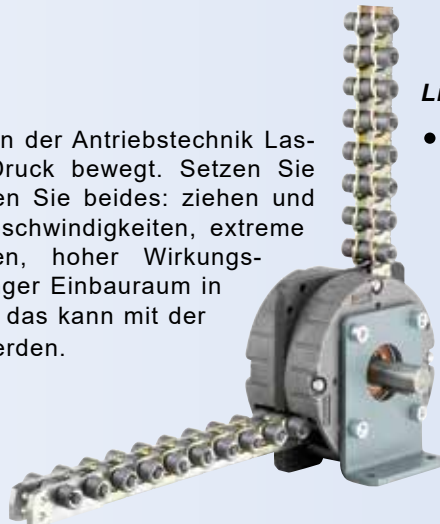 n der Antriebstechnik Las-
Druck bewegt. Setzen Sie
en Sie beides: ziehen und
schwindigkeiten, extreme
en, hoher Wirkungs-
ger Einbauraum in
das kann mit der
erden.
LI
•